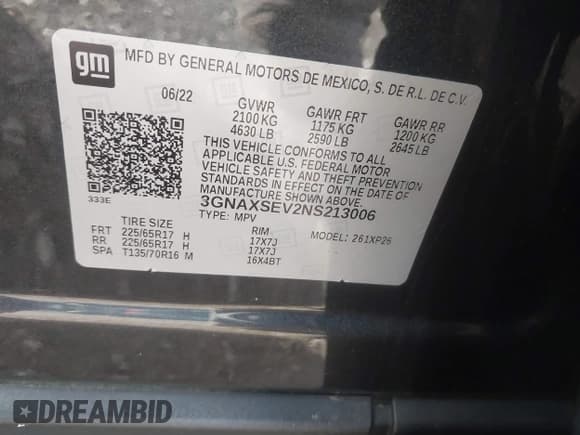 gm
MFD BY GENERAL MOTORS DE MEXICO, S. DE R.L. DE C.V.
06/22 GVWR GAWR FRT GAWR RR
2100 KG 1175 KG 1200 KG
4630 LB 2590 LB 2645 LB
THIS VEHICLE CONFORMS TO ALL
APPLICABLE U.S. FEDERAL MOTOR
VEHICLE SAFETY AND THEFT PREVENTION
STANDARDS IN EFFECT ON THE DATE OF
MANUFACTURE SHOWN ABOVE.
3GNAXSEV2NS213006
333E
TYPE: MPV MODEL: 261XP26
TIRE SIZE RIM
FRT 225/65R17 H 17X7J
RR 225/65R17 H 17X7J
SPA T135/70R16 M 16X4BT
DREAMBID